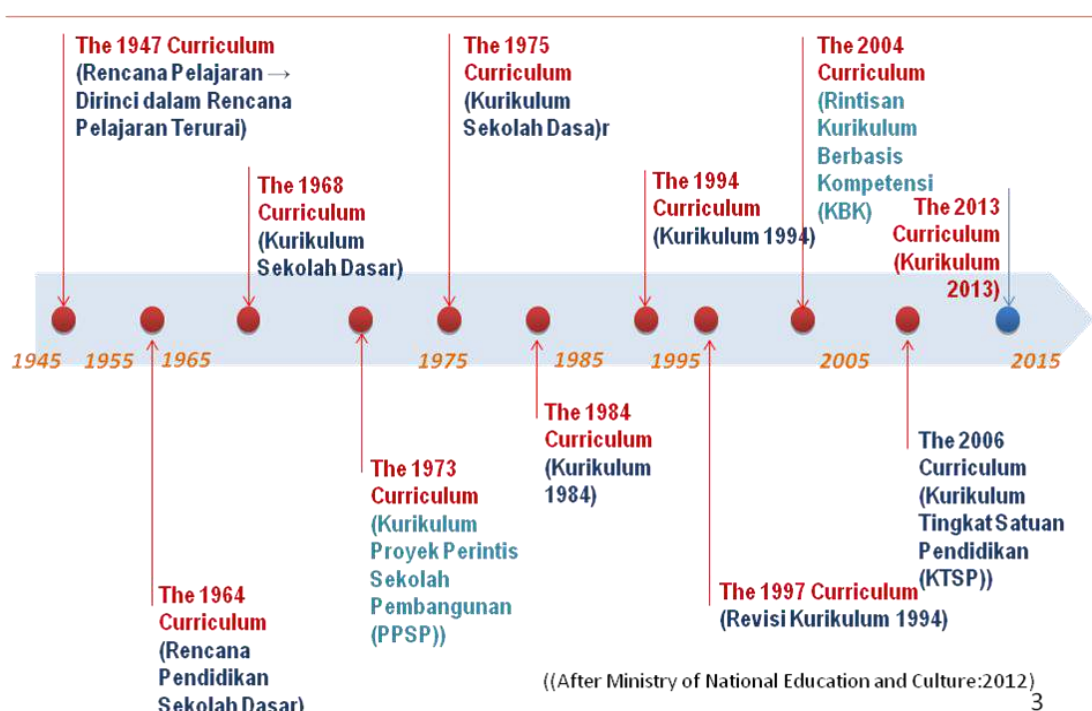 The 1947 Curriculum
(Rencana Pelajaran →
Dirinci dalam Rencana
Pelajaran Terurai)
The 1968
Curriculum
(Kurikulum
Sekolah Dasar)
The 1975
Curriculum
(Kurikulum
Sekolah Dasa)r
The 1994
Curriculum
(Kurikulum 1994)
The 2004
Curriculum
(Rintisan
Kurikulum
Berbasis
Kompetensi
(KBK)
The 2013
Curriculum
(Kurikulum
2013)
1945 1955 1965 1975 1985 1995 2005 2015
The 1964
Curriculum
(Rencana
Pendidikan
Sekolah Dasar)
The 1973
Curriculum
(Kurikulum
Proyek Perintis
Sekolah
Pembangunan
(PPSP))
The 1984
Curriculum
(Kurikulum
1984)
The 1997 Curriculum
(Revisi Kurikulum 1994)
The 2006
Curriculum
(Kurikulum
Tingkat Satuan
Pendidikan
(KTSP))
((After Ministry of National Education and Culture:2012)
3